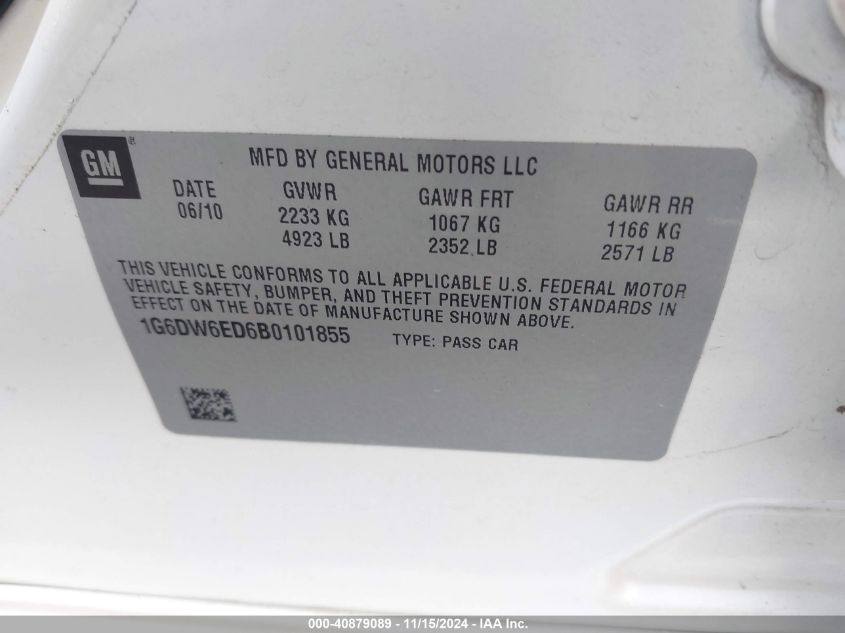 GM ®
MFD BY GENERAL MOTORS LLC
DATE GVWR GAWR FRT GAWR RR
06/10 2233 KG 1067 KG 1166 KG
4923 LB 2352 LB 2571 LB
THIS VEHICLE CONFORMS TO ALL APPLICABLE U.S. FEDERAL MOTOR
VEHICLE SAFETY, BUMPER, AND THEFT PREVENTION STANDARDS IN
EFFECT ON THE DATE OF MANUFACTURE SHOWN ABOVE.
1G6DW6ED6B0101855 TYPE: PASS CAR
000-40879089 - 11/15/2024 - IAA Inc.